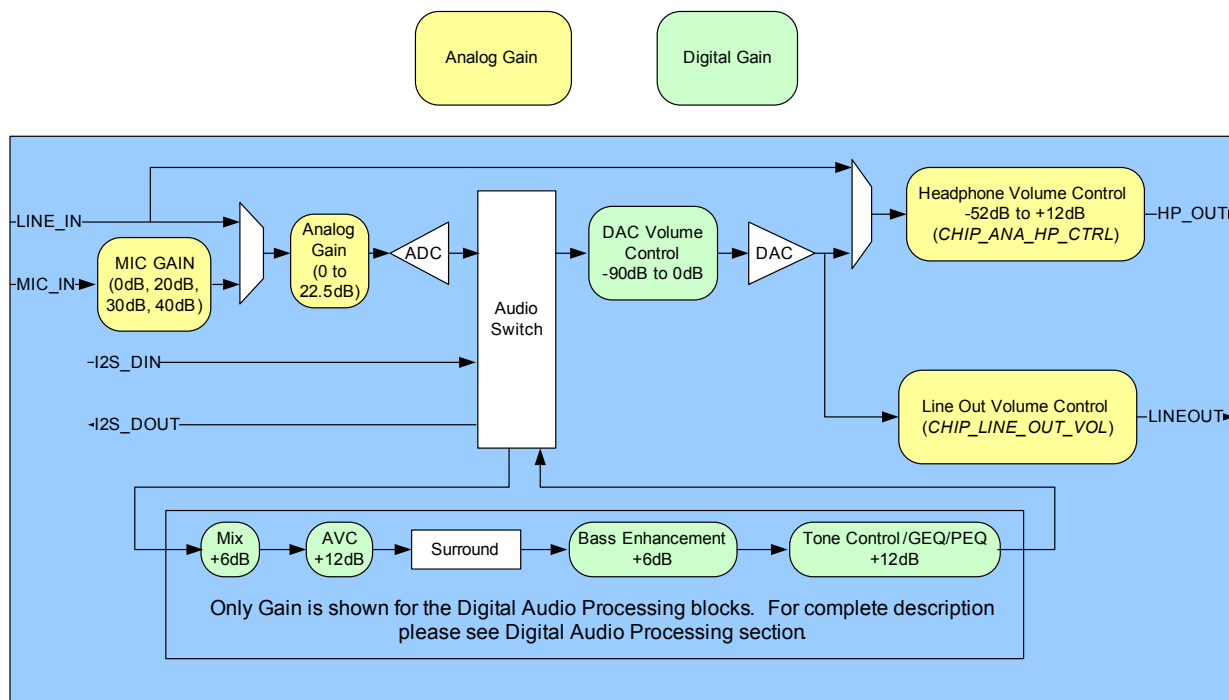 Analog Gain
Digital Gain
LINE_IN
MIC_IN
MIC GAIN
(0dB, 20dB,
30dB, 40dB)
Analog
Gain
(0 to
22.5dB)
ADC
Audio
Switch
DAC Volume
Control
-90dB to 0dB
DAC
Headphone Volume Control
-52dB to +12dB
(CHIP_ANA_HP_CTRL)
HP_OUT
I2S_DIN
I2S_DOUT
Line Out Volume Control
(CHIP_LINE_OUT_VOL)
LINEOUT
Mix
+6dB
AVC
+12dB
Surround
Bass Enhancement
+6dB
Tone Control/GEQ/PEQ
+12dB
Only Gain is shown for the Digital Audio Processing blocks. For complete description
please see Digital Audio Processing section.